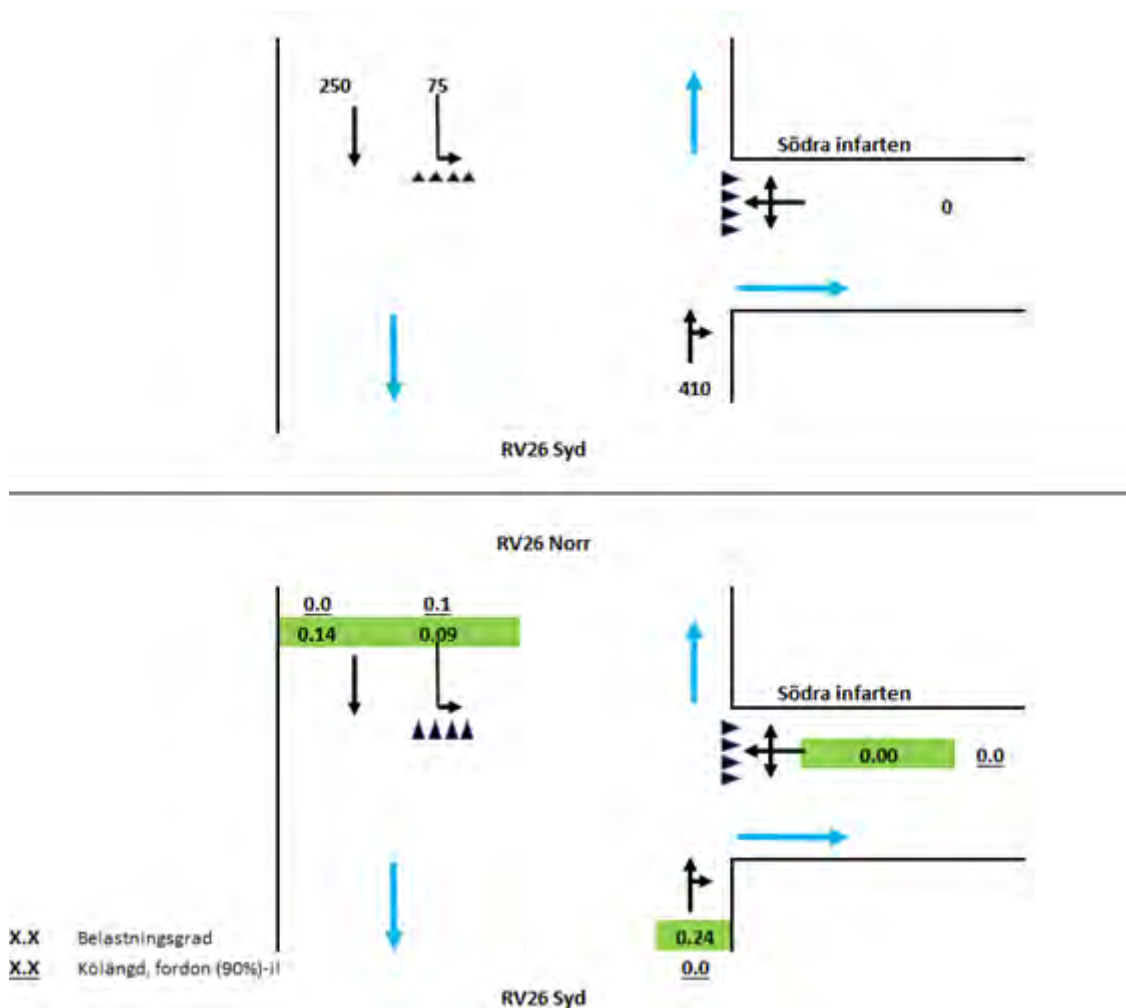 250 75
Södra infarten
0
410
RV26 Syd
RV26 Norr
0.0 0.1
0.14 0.09
Södra infarten
0.00 0.0
0.24
X.X Belastningsgrad
X.X Kölängd, fordon (90%)-il
0.0
RV26 Syd